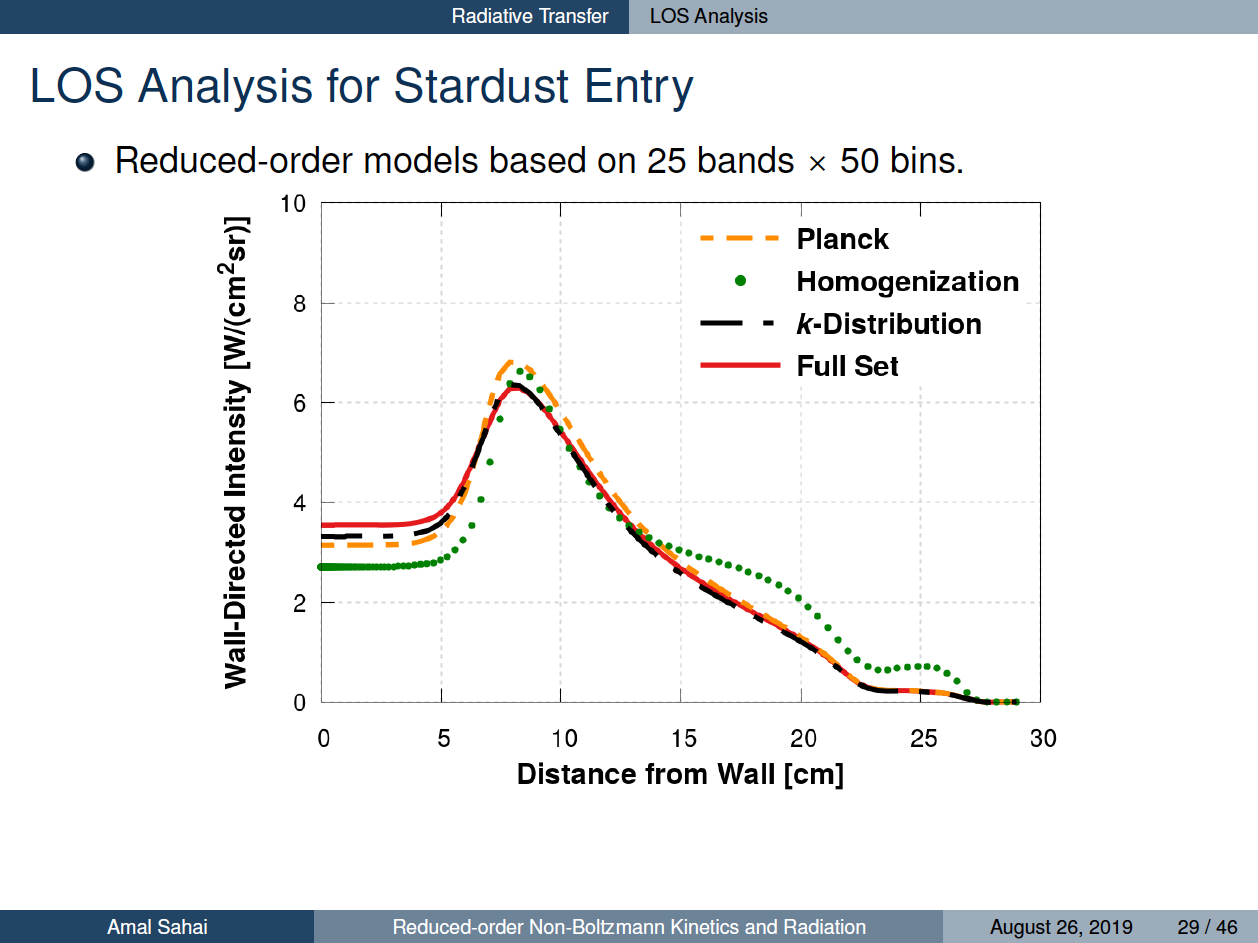 Radiative Transfer LOS Analysis
LOS Analysis for Stardust Entry
Reduced-order models based on 25 bands × 50 bins.
Wall-Directed Intensity [W/(cm²sr)]
10
8
6
4
2
0
Planck
Homogenization
k-Distribution
Full Set
0 5 10 15 20 25 30
Distance from Wall [cm]
Amal Sahai Reduced-order Non-Boltzmann Kinetics and Radiation August 26, 2019 29 / 46